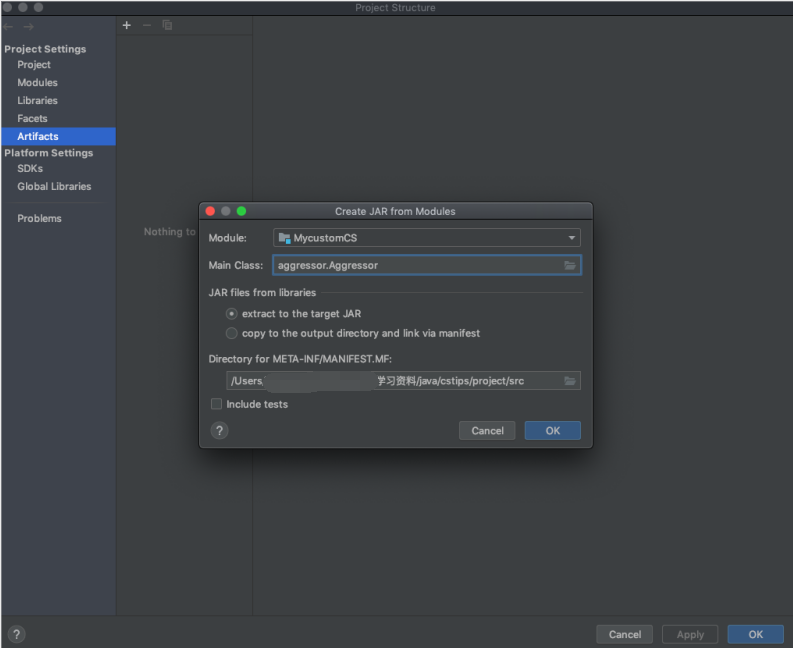 Project Structure
Project Settings
Project
Modules
Libraries
Facets
Artifacts
Platform Settings
SDKs
Global Libraries
Problems
Nothing to
Create JAR from Modules
Module: MycustomCS
Main Class: aggressor.Aggressor
JAR files from libraries
extract to the target JAR
copy to the output directory and link via manifest
Directory for META-INF/MANIFEST.MF:
/Users/ 学习资料/java/cstips/project/src
Include tests
? Cancel OK
? Cancel Apply OK